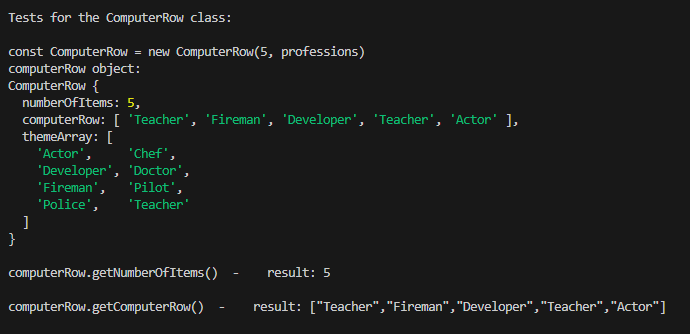 Tests for the ComputerRow class:
const ComputerRow = new ComputerRow(5, professions)
computerRow object:
ComputerRow {
  numberOfItems: 5,
  computerRow: [ 'Teacher', 'Fireman', 'Developer', 'Teacher', 'Actor' ],
  themeArray: [
    'Actor',     'Chef',
    'Developer', 'Doctor',
    'Fireman',   'Pilot',
    'Police',    'Teacher'
  ]
}
computerRow.getNumberOfItems()  -    result: 5
computerRow.getComputerRow()  -    result: ["Teacher","Fireman","Developer","Teacher","Actor"]